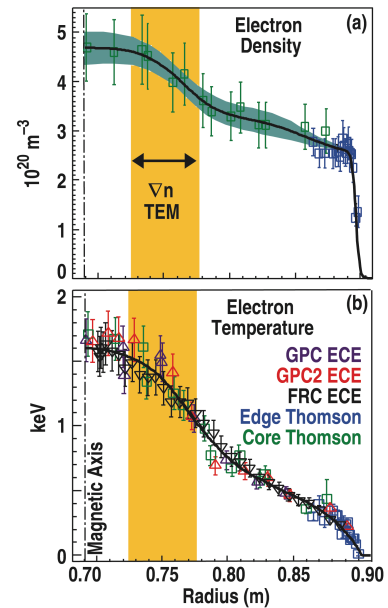 (a)
Electron
Density
5
4
3
2
1
0
10²⁰ m⁻³
∇n
TEM
(b)
Electron
Temperature
GPC ECE
GPC2 ECE
FRC ECE
Edge Thomson
Core Thomson
2
1
0
keV
Magnetic Axis
0.70 0.75 0.80 0.85 0.90
Radius (m)